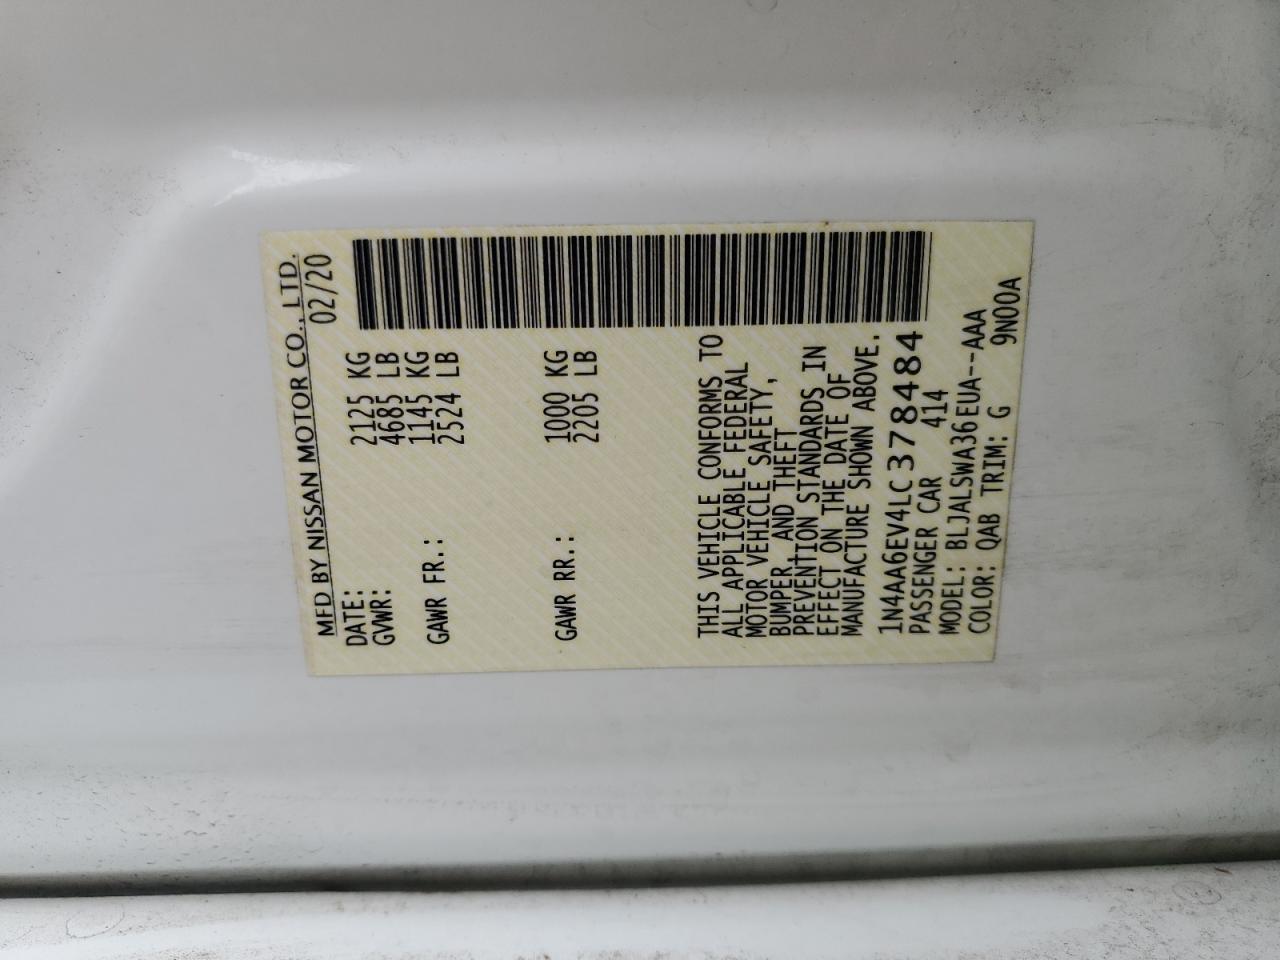 MFD BY NISSAN MOTOR CO., LTD.
DATE: 02/20
GVWR: 2125 KG
4685 LB
GAWR FR.: 1145 KG
2524 LB
GAWR RR.: 1000 KG
2205 LB
THIS VEHICLE CONFORMS TO
ALL APPLICABLE FEDERAL
MOTOR VEHICLE SAFETY,
BUMPER, AND THEFT
PREVENTION STANDARDS IN
EFFECT ON THE DATE OF
MANUFACTURE SHOWN ABOVE.
1N4AA6EV4LC378484
PASSENGER CAR 414
MODEL: BLJALSWA36EUA--AAA
COLOR: QAB TRIM: G 9N00A